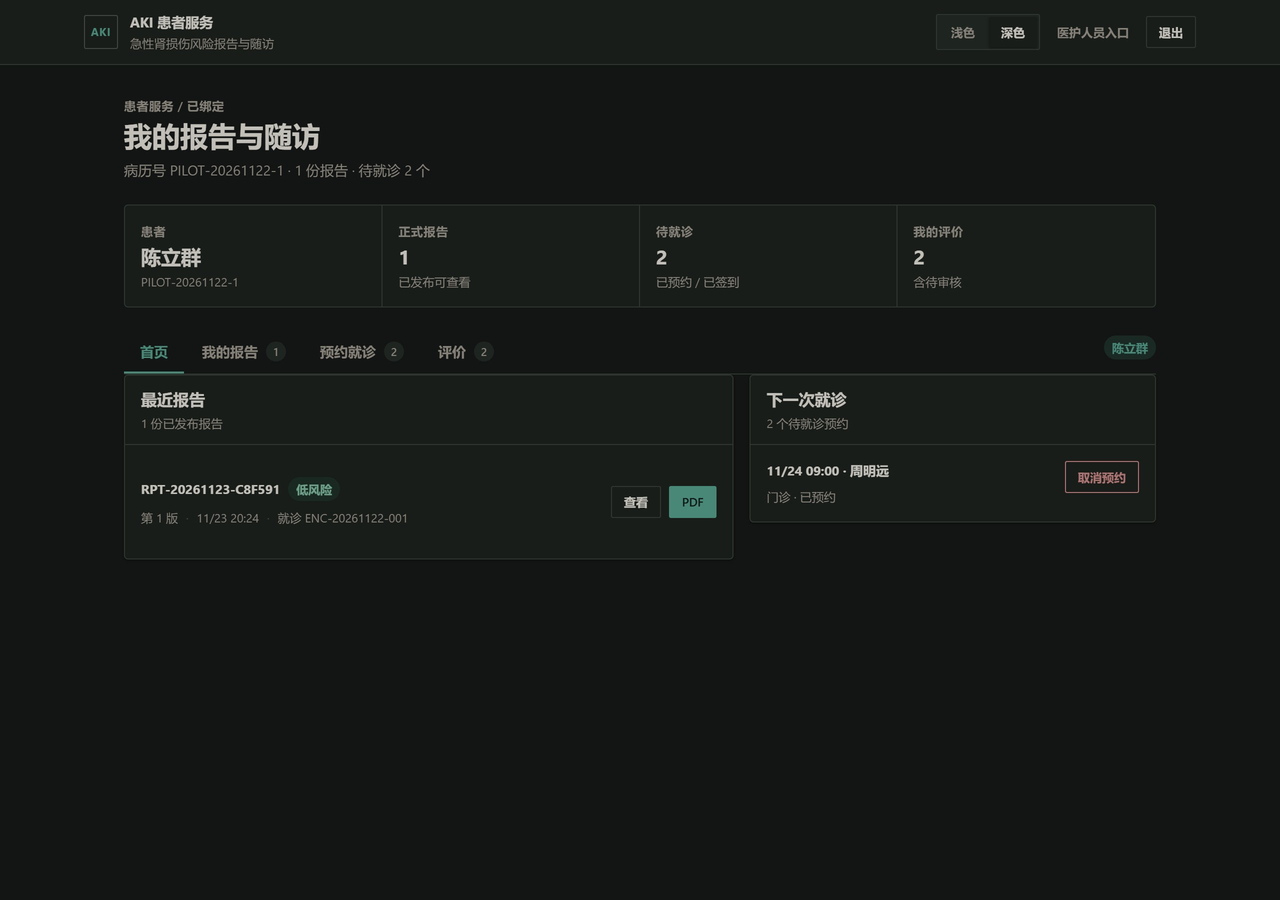 AKI
AKI 患者服务
急性肾损伤风险报告与随访
浅色
深色
医护人员入口
退出
患者服务 / 已绑定
我的报告与随访
病历号 PILOT-20261122-1 · 1 份报告 · 待就诊 2 个
患者
陈立群
PILOT-20261122-1
正式报告
1
已发布可查看
待就诊
2
已预约 / 已签到
我的评价
2
含待审核
首页
我的报告 1
预约就诊 2
评价 2
陈立群
最近报告
1 份已发布报告
RPT-20261123-C8F591 低风险
第 1 版 · 11/23 20:24 · 就诊 ENC-20261122-001
查看
PDF
下一次就诊
2 个待就诊预约
11/24 09:00 · 周明远
门诊 · 已预约
取消预约